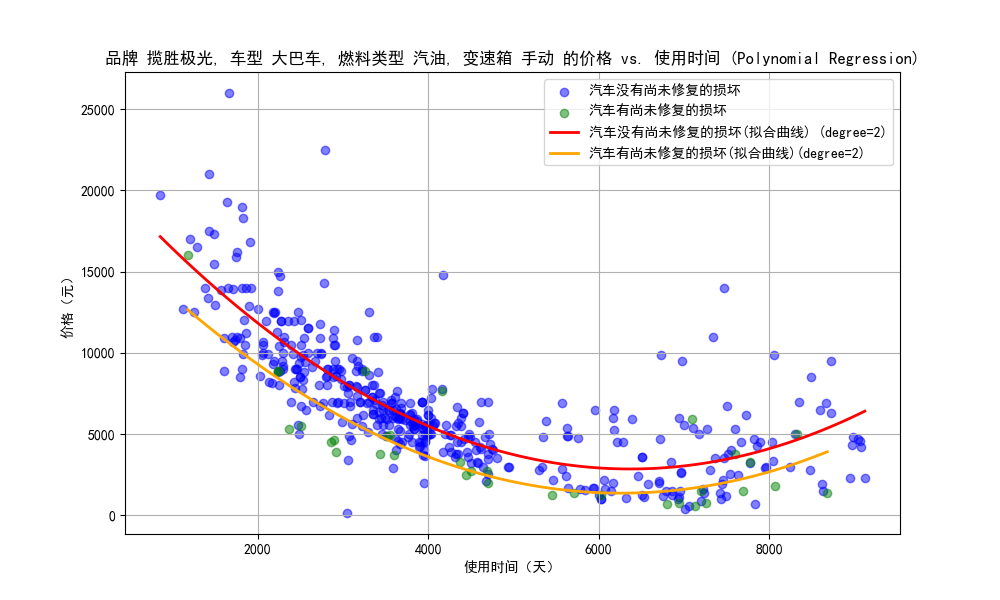 品牌 揽胜极光, 车型 大巴车, 燃料类型 汽油, 变速箱 手动 的价格 vs. 使用时间 (Polynomial Regression)
汽车没有尚未修复的损坏
汽车有尚未修复的损坏
汽车没有尚未修复的损坏(拟合曲线) (degree=2)
汽车有尚未修复的损坏(拟合曲线)(degree=2)
25000
20000
15000
10000
5000
0
价格（元）
2000 4000 6000 8000
使用时间（天）